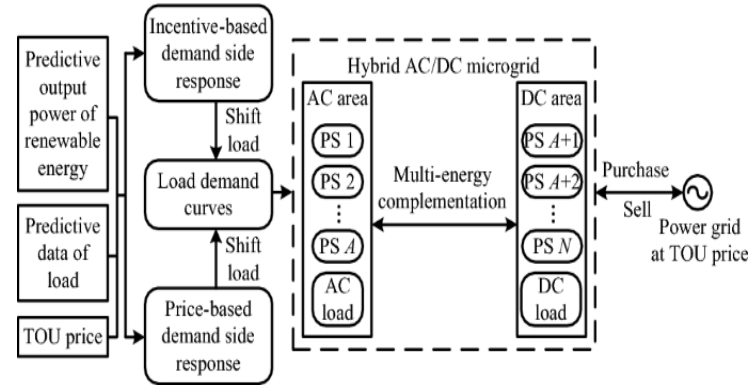 Predictive
output
power of
renewable
energy
Predictive
data of
load
TOU price
Incentive-based
demand side
response
Shift
load
Load demand
curves
Shift
load
Price-based
demand side
response
Hybrid AC/DC microgrid
AC area
PS 1
PS 2
⋮
PS A
AC
load
Multi-energy
complementation
DC area
PS A+1
PS A+2
⋮
PS N
DC load
Purchase
Sell
Power grid
at TOU price